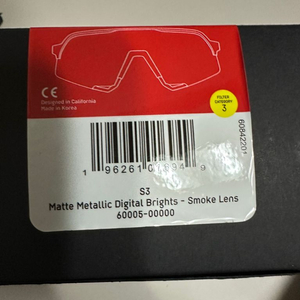 CE
Designed in California
Made in Korea
FILTER
CATEGORY
3
60842201
S3
Matte Metallic Digital Brights - Smoke Lens
60005-00000